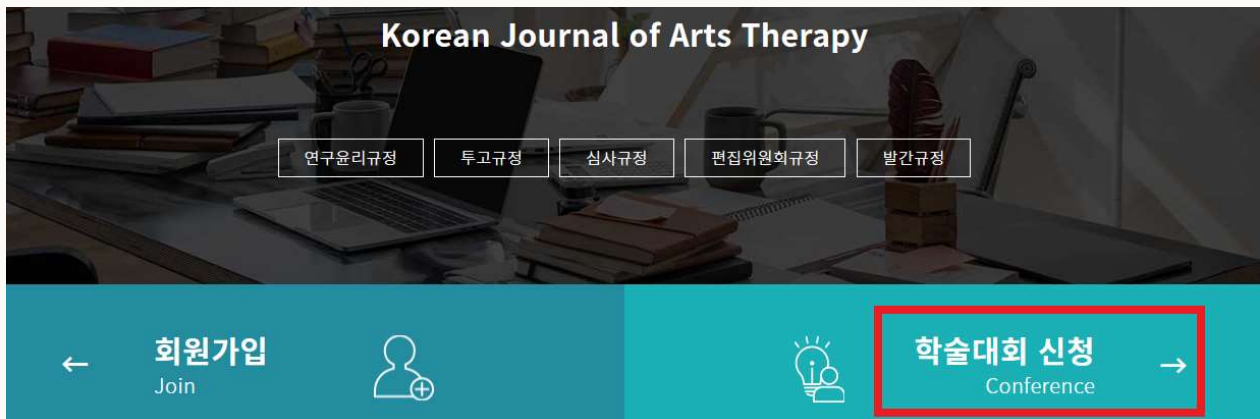 Korean Journal of Arts Therapy
연구윤리규정 투고규정 심사규정 편집위원회규정 발간규정
← 회원가입
Join
학술대회 신청 →
Conference